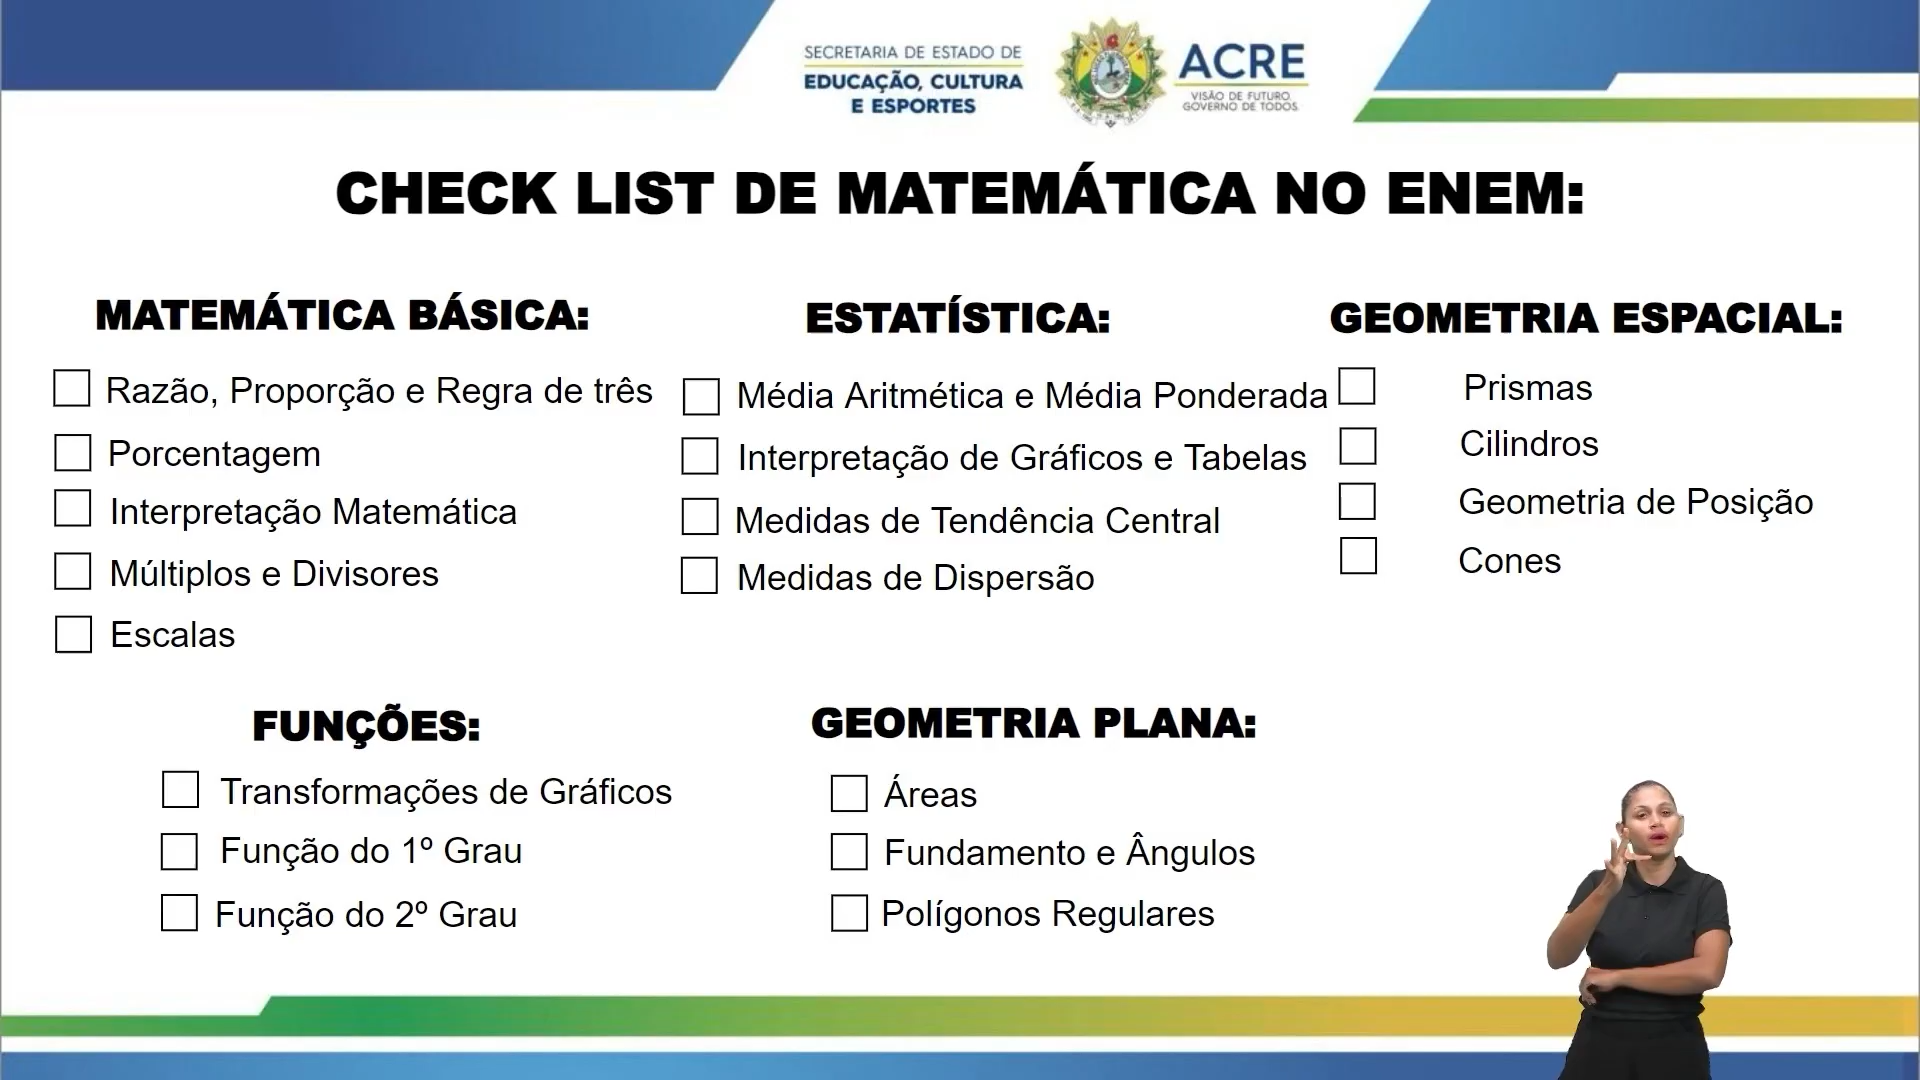 SECRETARIA DE ESTADO DE
EDUCAÇÃO, CULTURA
E ESPORTES
ACRE
VISÃO DE FUTURO.
GOVERNO DE TODOS.
CHECK LIST DE MATEMÁTICA NO ENEM:
MATEMÁTICA BÁSICA:
Razão, Proporção e Regra de três
Porcentagem
Interpretação Matemática
Múltiplos e Divisores
Escalas
ESTATÍSTICA:
Média Aritmética e Média Ponderada
Interpretação de Gráficos e Tabelas
Medidas de Tendência Central
Medidas de Dispersão
GEOMETRIA ESPACIAL:
Prismas
Cilindros
Geometria de Posição
Cones
FUNÇÕES:
Transformações de Gráficos
Função do 1º Grau
Função do 2º Grau
GEOMETRIA PLANA:
Áreas
Fundamento e Ângulos
Polígonos Regulares